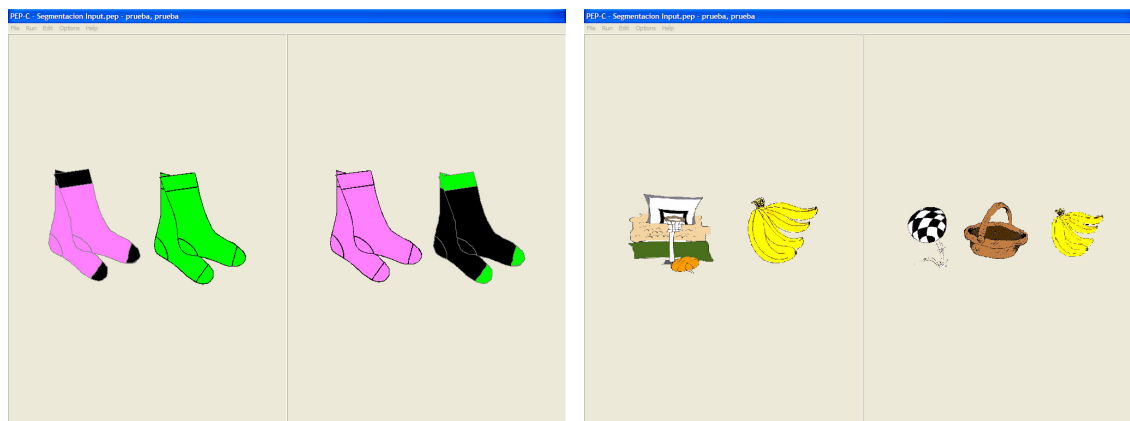 PEP-C - Segmentacion Input.pep - prueba, prueba
File Run Edit Options Help
PEP-C - Segmentacion Input.pep - prueba, prueba
File Run Edit Options Help